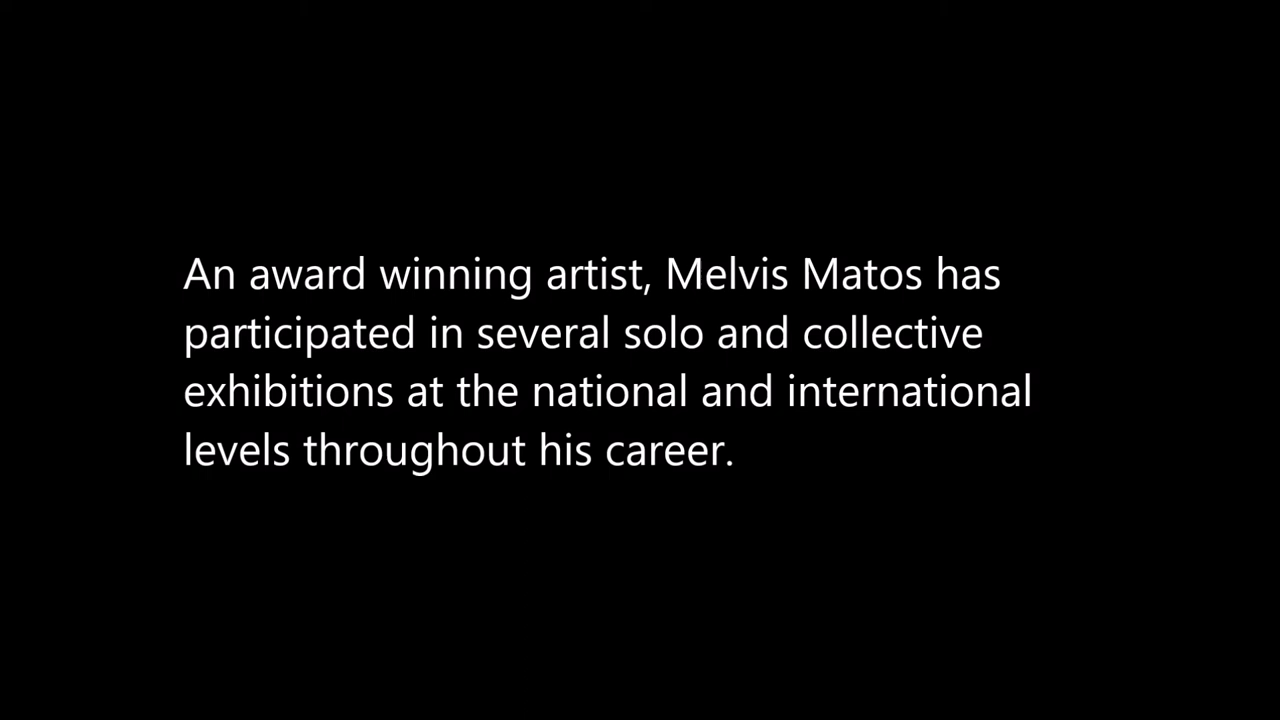 An award winning artist, Melvis Matos has
participated in several solo and collective
exhibitions at the national and international
levels throughout his career.